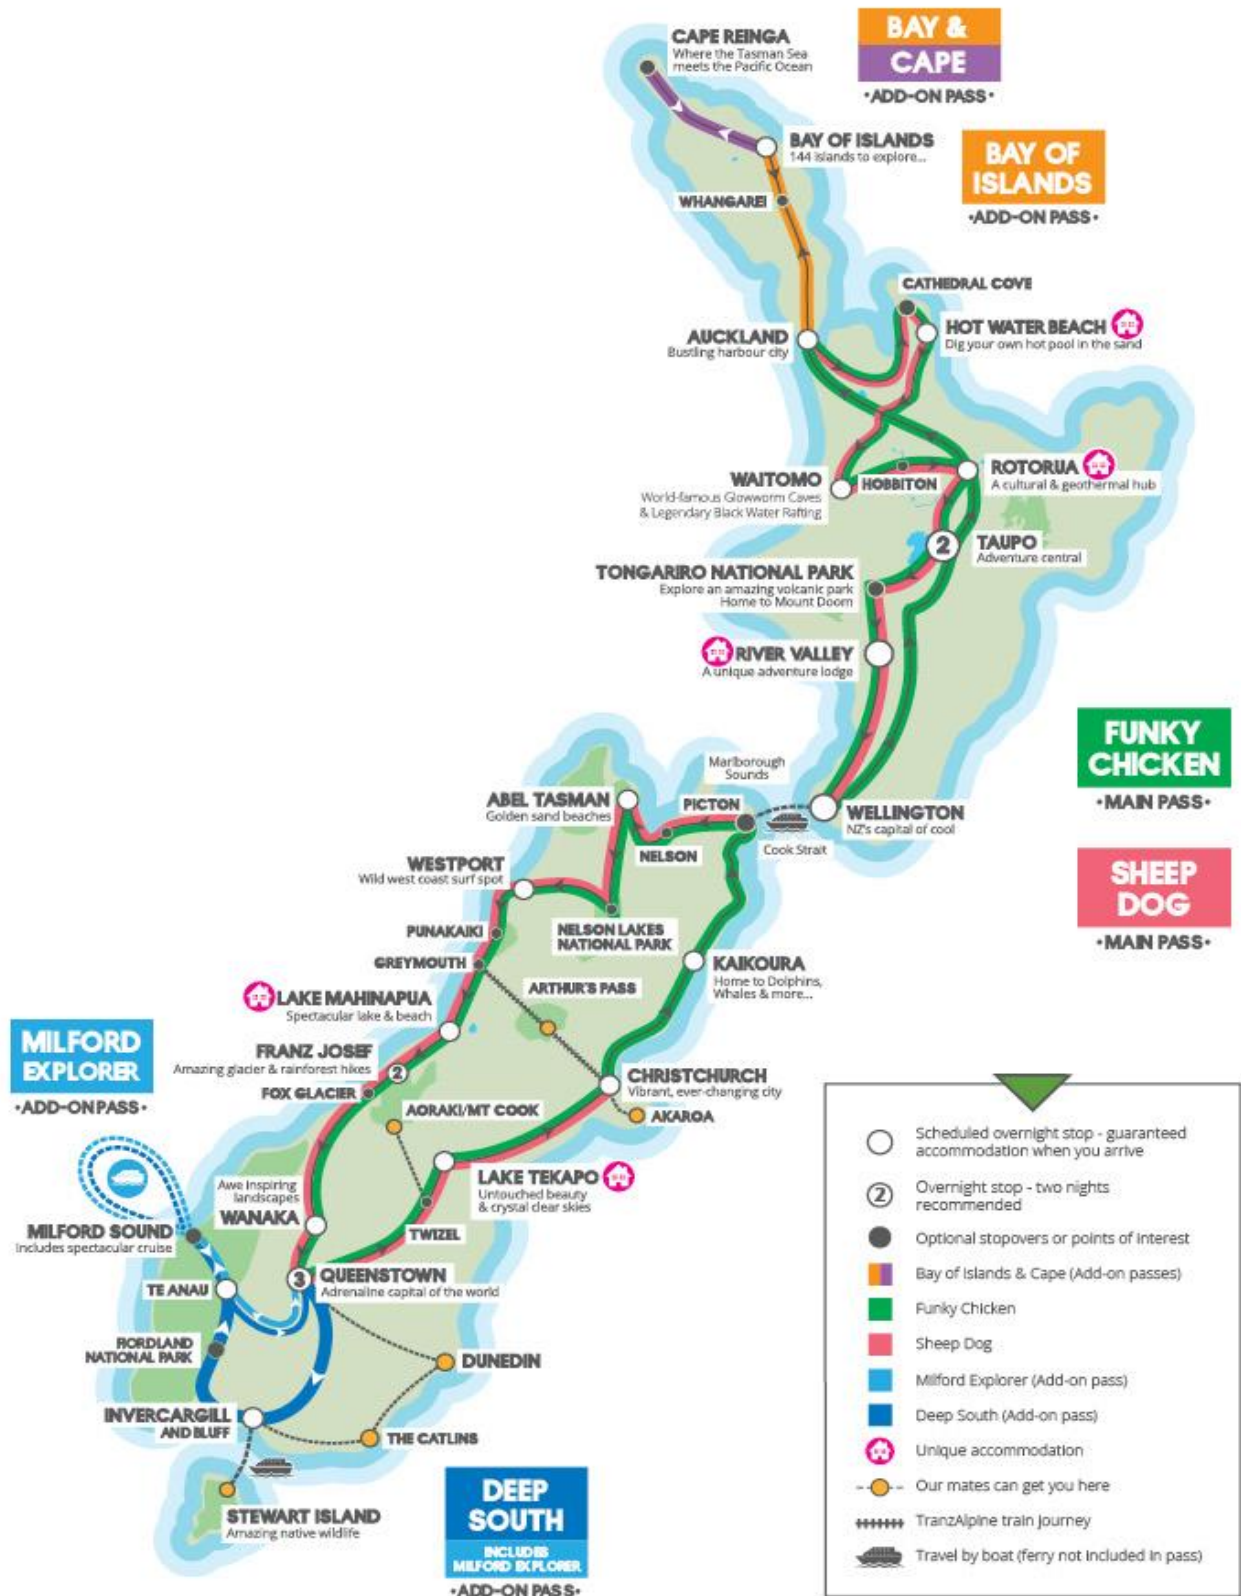 CAPE REINGA
Where the Tasman Sea
meets the Pacific Ocean
BAY &
CAPE
•ADD-ON PASS•
BAY OF ISLANDS
144 islands to explore...
BAY OF
ISLANDS
•ADD-ON PASS•
WHANGAREI
CATHEDRAL COVE
HOT WATER BEACH
Dig your own hot pool in the sand
AUCKLAND
Bustling harbour city
WAITOMO
World-famous Glowworm Caves
& Legendary Black Water Rafting
HOBBITON
ROTORUA
A cultural & geothermal hub
2
TAUPO
Adventure central
TONGARIRO NATIONAL PARK
Explore an amazing volcanic park
Home to Mount Doom
RIVER VALLEY
A unique adventure lodge
FUNKY
CHICKEN
•MAIN PASS•
SHEEP
DOG
•MAIN PASS•
Marlborough
Sounds
ABEL TASMAN
Golden sand beaches
PICTON
WELLINGTON
NZ's capital of cool
Cook Strait
NELSON
WESTPORT
Wild west coast surf spot
PUNAKAIKI
NELSON LAKES
NATIONAL PARK
GREYMOUTH
KAIKOURA
Home to Dolphins,
Whales & more...
ARTHUR'S PASS
LAKE MAHINAPUA
Spectacular lake & beach
MILFORD
EXPLORER
•ADD-ON PASS•
FRANZ JOSEF
Amazing glacier & rainforest hikes
2
FOX GLACIER
CHRISTCHURCH
Vibrant, ever-changing city
AORAKI/MT COOK
AKAROA
LAKE TEKAPO
Untouched beauty
& crystal clear skies
Awe inspiring
landscapes
WANAKA
TWIZEL
MILFORD SOUND
Includes spectacular cruise
3
QUEENSTOWN
Adrenaline capital of the world
TE ANAU
FIORDLAND
NATIONAL PARK
DUNEDIN
INVERCARGILL
AND BLUFF
THE CATLINS
STEWART ISLAND
Amazing native wildlife
DEEP
SOUTH
INCLUDES
MILFORD EXPLORER
•ADD-ON PASS•
Scheduled overnight stop - guaranteed
accommodation when you arrive
2
Overnight stop - two nights
recommended
Optional stopovers or points of interest
Bay of Islands & Cape (Add-on passes)
Funky Chicken
Sheep Dog
Milford Explorer (Add-on pass)
Deep South (Add-on pass)
Unique accommodation
Our mates can get you here
TranzAlpine train journey
Travel by boat (ferry not included in pass)